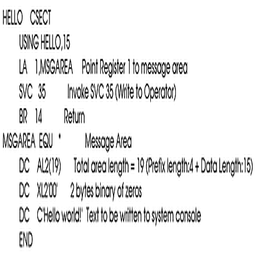 HELLO CSECT
USING HELLO,15
LA 1,MSGAREA Point Register 1 to message area
SVC 35 Invoke SVC 35 (Write to Operator)
BR 14 Return
MSGAREA EQU * Message Area
DC AL2(19) Total area length = 19 (Prefix length:4 + Data Length:15)
DC XL2'00' 2 bytes binary of zeros
DC C'Hello world!' Text to be written to system console
END